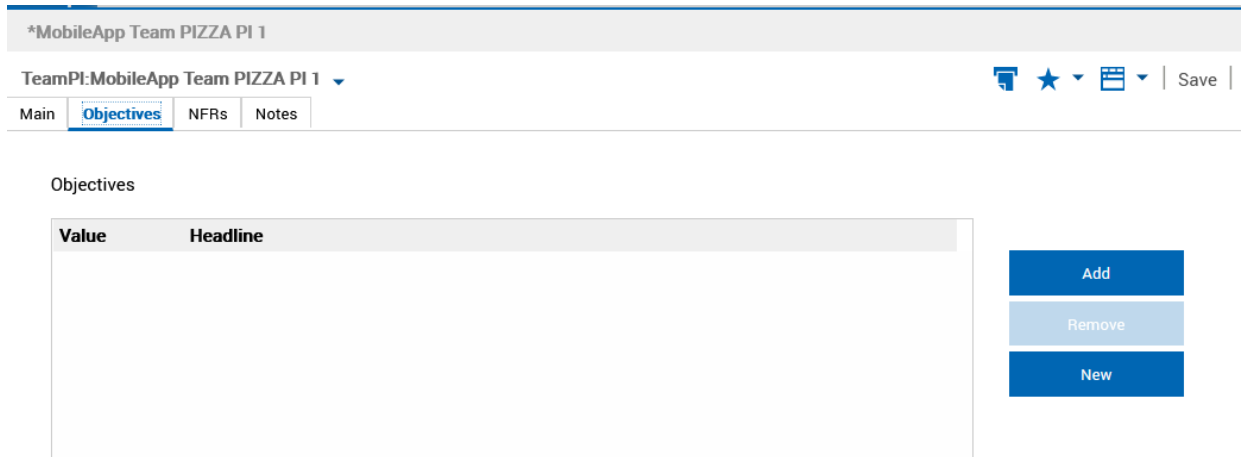 *MobileApp Team PIZZA PI 1
TeamPI:MobileApp Team PIZZA PI 1
Save
Main Objectives NFRs Notes
Objectives
Value Headline
Add
Remove
New